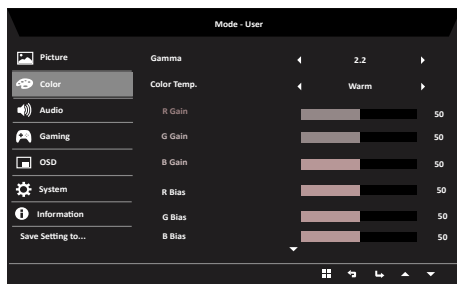 Mode - User
Picture
Gamma
2.2
Color
Color Temp.
Warm
Audio
R Gain
50
Gaming
G Gain
50
OSD
B Gain
50
System
R Bias
50
Information
G Bias
50
Save Setting to...
B Bias
50